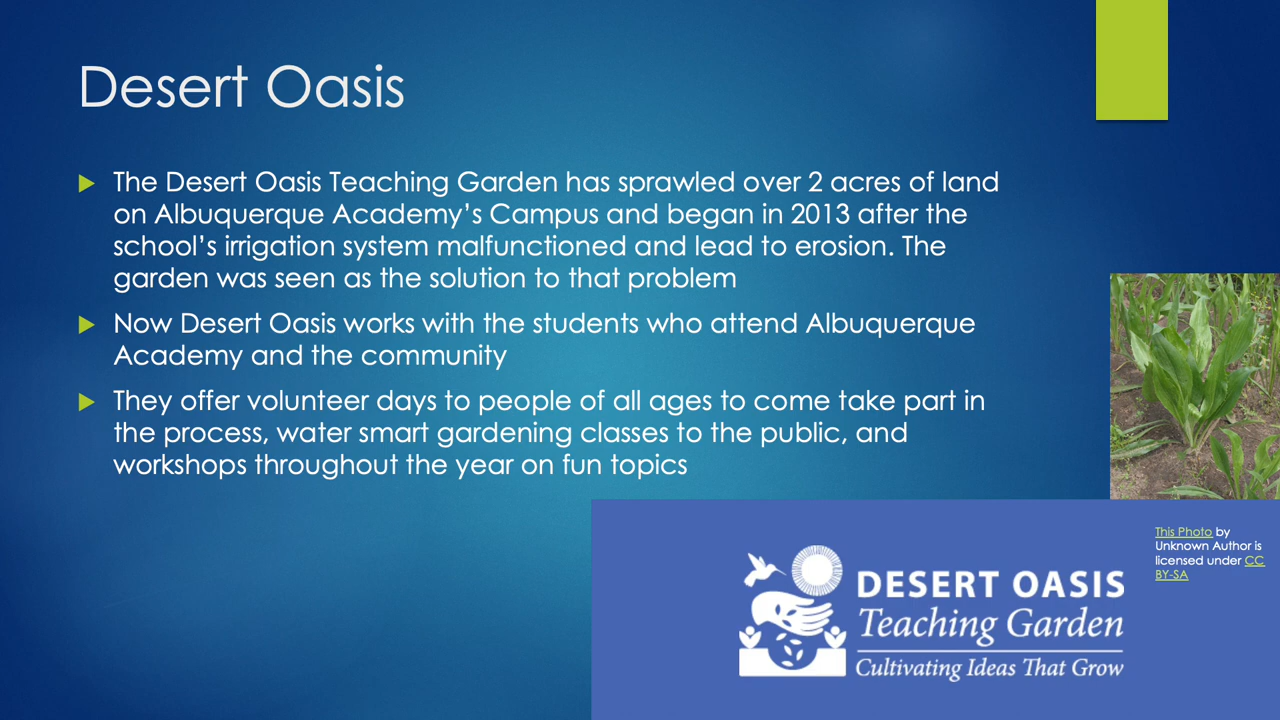 Desert Oasis
The Desert Oasis Teaching Garden has sprawled over 2 acres of land
on Albuquerque Academy’s Campus and began in 2013 after the
school’s irrigation system malfunctioned and lead to erosion. The
garden was seen as the solution to that problem
Now Desert Oasis works with the students who attend Albuquerque
Academy and the community
They offer volunteer days to people of all ages to come take part in
the process, water smart gardening classes to the public, and
workshops throughout the year on fun topics
This Photo by
Unknown Author is
licensed under CC
BY-SA
DESERT OASIS
Teaching Garden
Cultivating Ideas That Grow